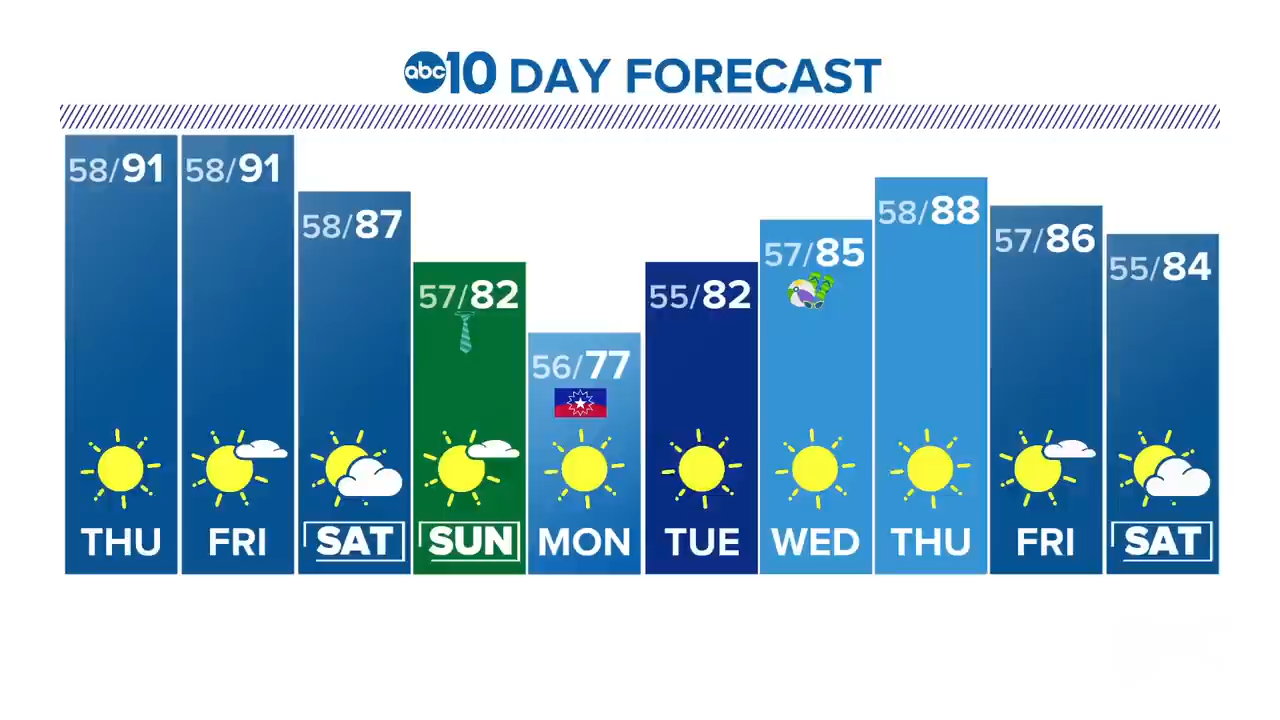 abc10 DAY FORECAST
58/91 58/91 58/87 57/82 56/77 55/82 57/85 58/88 57/86 55/84
THU FRI SAT SUN MON TUE WED THU FRI SAT